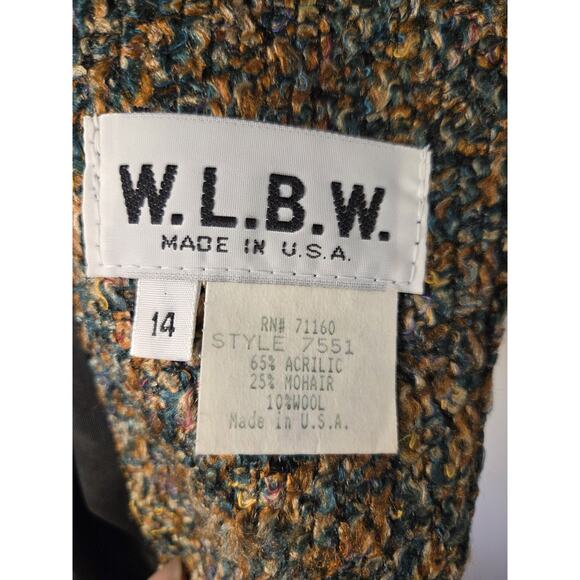 W.L.B.W.
MADE IN U.S.A.
14
RN# 71160
STYLE 7551
65% ACRILIC
25% MOHAIR
10%WOOL
Made in U.S.A.